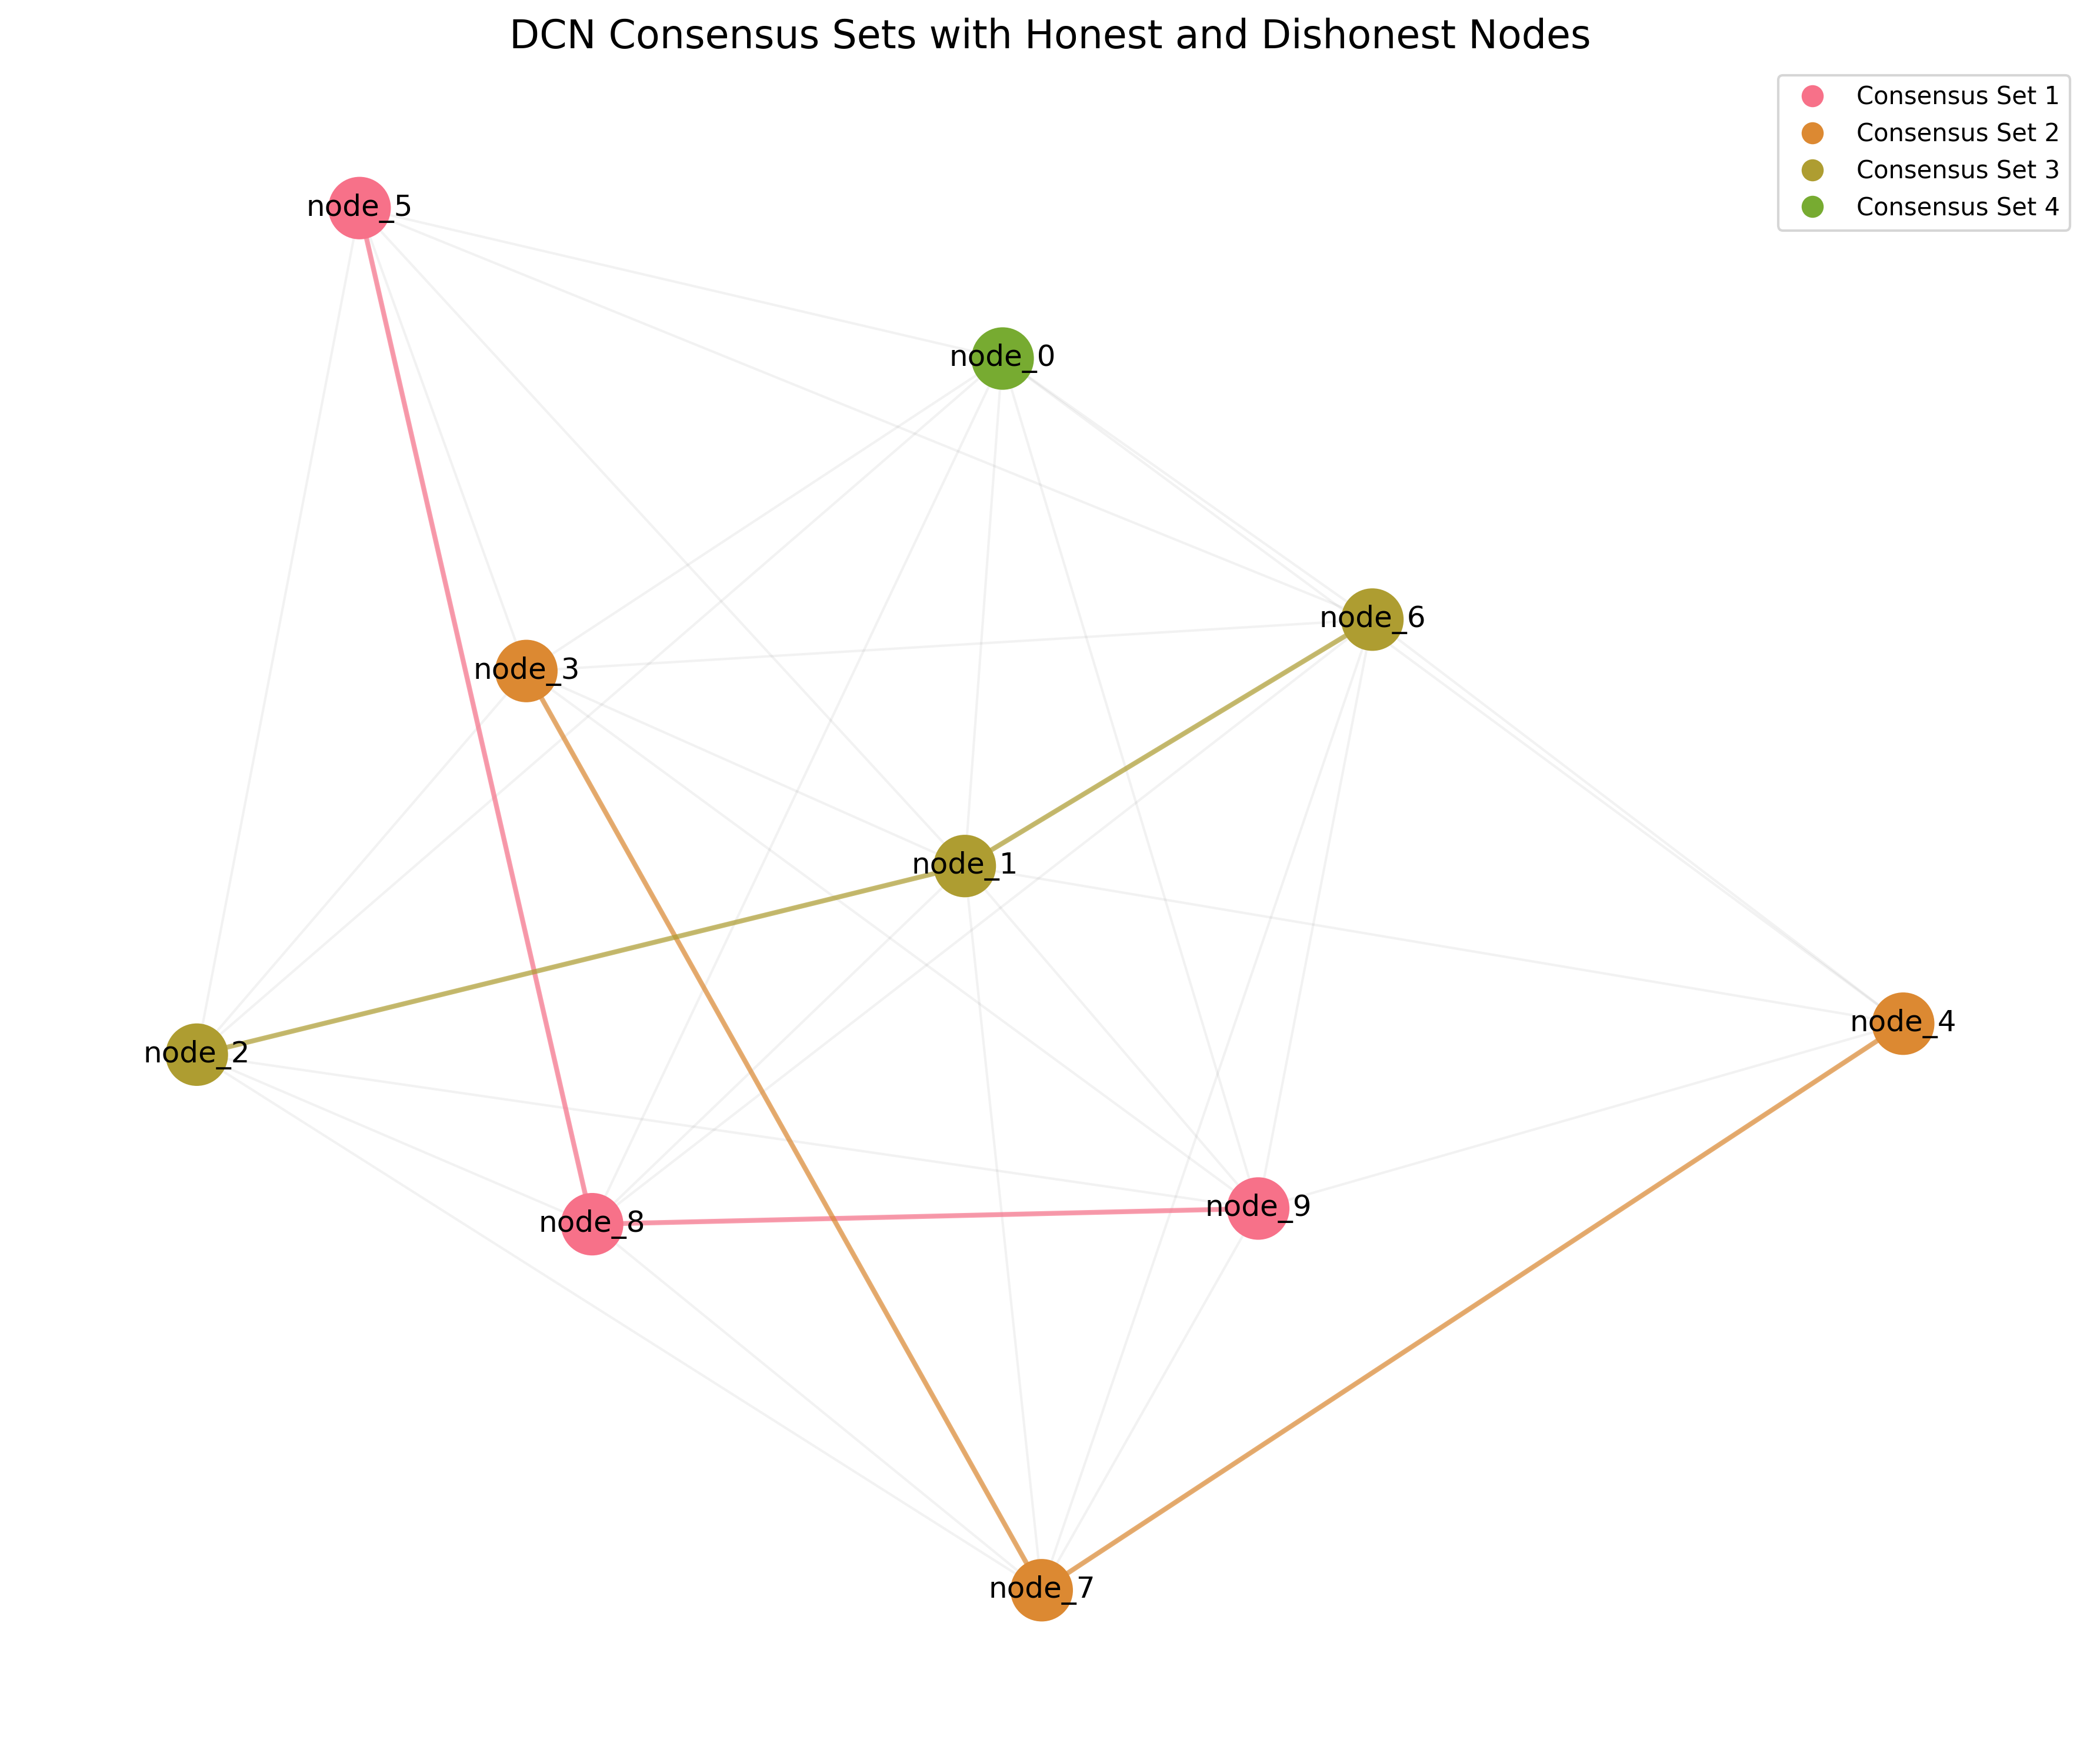 DCN Consensus Sets with Honest and Dishonest Nodes
Consensus Set 1
Consensus Set 2
Consensus Set 3
Consensus Set 4
node_5
node_0
node_6
node_3
node_1
node_4
node_2
node_9
node_8
node_7